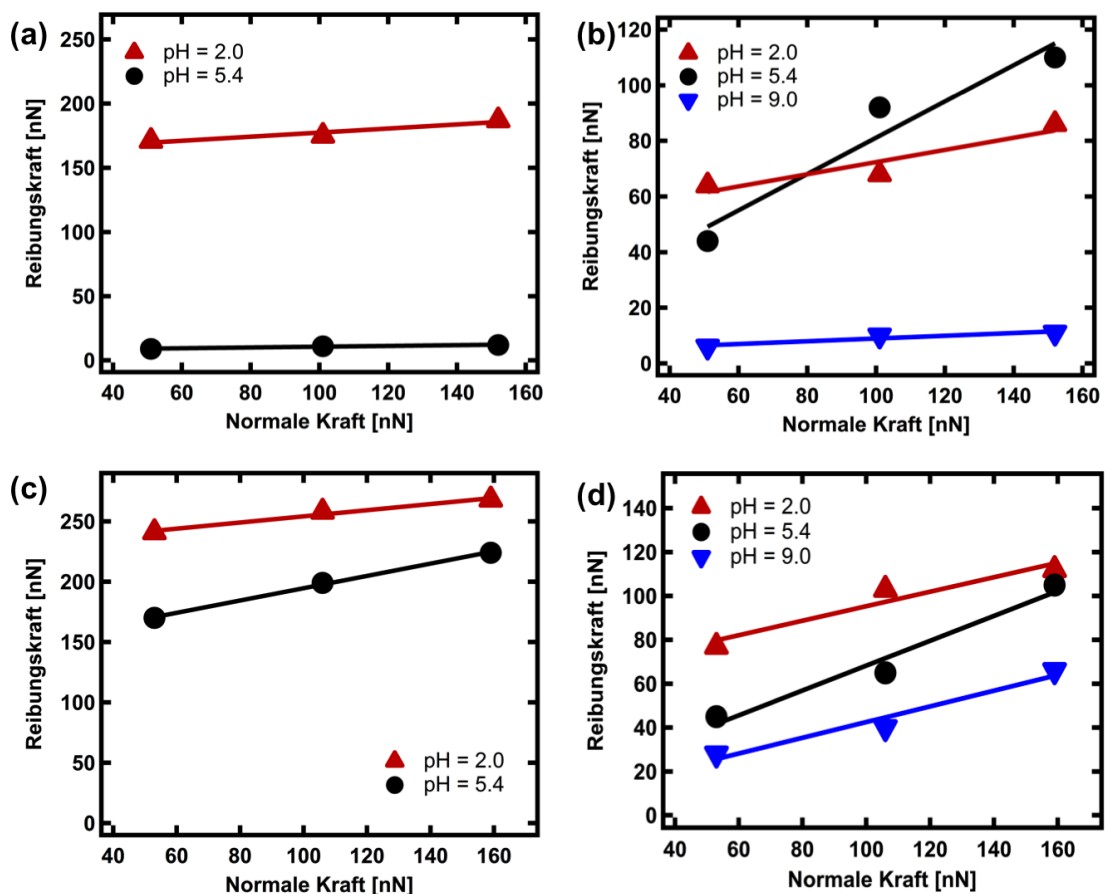 (a)
pH = 2.0
pH = 5.4
Reibungskraft [nN]
250
200
150
100
50
0
40 60 80 100 120 140 160
Normale Kraft [nN]
(b)
pH = 2.0
pH = 5.4
pH = 9.0
Reibungskraft [nN]
120
100
80
60
40
20
0
40 60 80 100 120 140 160
Normale Kraft [nN]
(c)
Reibungskraft [nN]
250
200
150
100
50
0
pH = 2.0
pH = 5.4
40 60 80 100 120 140 160
Normale Kraft [nN]
(d)
pH = 2.0
pH = 5.4
pH = 9.0
Reibungskraft [nN]
140
120
100
80
60
40
20
0
40 60 80 100 120 140 160
Normale Kraft [nN]